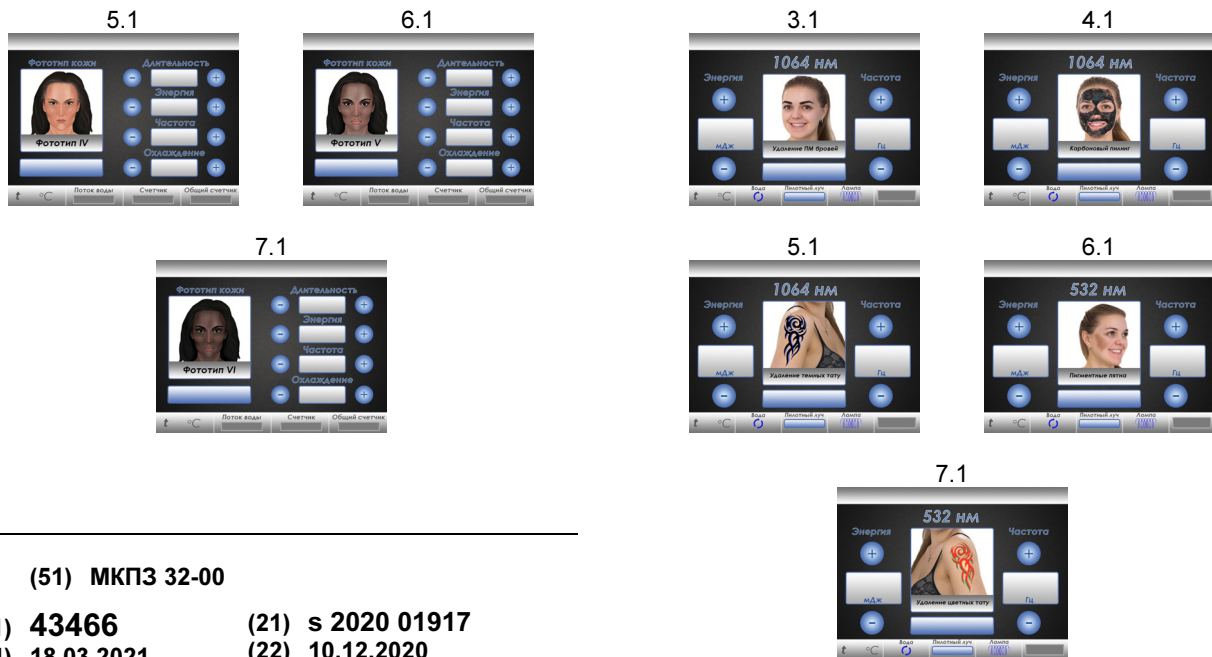 5.1
Фототип кожи
Длительность
Энергия
Частота
Охлаждение
Фототип IV
t °C Поток воды Счетчик Общий счетчик
6.1
Фототип кожи
Длительность
Энергия
Частота
Охлаждение
Фототип V
t °C Поток воды Счетчик Общий счетчик
7.1
Фототип кожи
Длительность
Энергия
Частота
Охлаждение
Фототип VI
t °C Поток воды Счетчик Общий счетчик
(51) МКПЗ 32-00
43466
(21) s 2020 01917
18.03.2021
(22) 10.12.2020
3.1
1064 нм
Энергия
Частота
мДж
Гц
Удаление ПМ бровей
t °C Вода Пилотный луч Лампа
4.1
1064 нм
Энергия
Частота
мДж
Гц
Карбоновый пилинг
t °C Вода Пилотный луч Лампа
5.1
1064 нм
Энергия
Частота
мДж
Гц
Удаление темных тату
t °C Вода Пилотный луч Лампа
6.1
532 нм
Энергия
Частота
мДж
Гц
Пигментные пятна
t °C Вода Пилотный луч Лампа
7.1
532 нм
Энергия
Частота
мДж
Гц
Удаление цветных тату
t °C Вода Пилотный луч Лампа